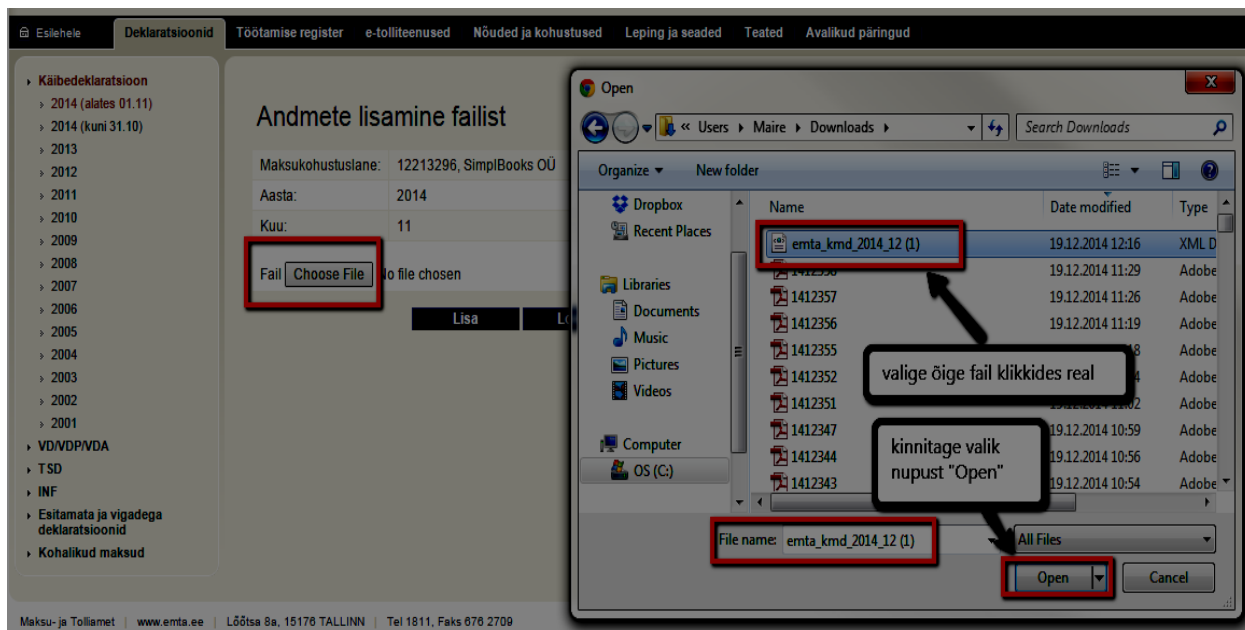 Esilehele
Deklaratsioonid
Töötamise register
e-tolliteenused
Nõuded ja kohustused
Leping ja seaded
Teated
Avalikud päringud
Käibedeklaratsioon
2014 (alates 01.11)
2014 (kuni 31.10)
2013
2012
2011
2010
2009
2008
2007
2006
2005
2004
2003
2002
2001
VD/VDP/VDA
TSD
INF
Esitamata ja vigadega
deklaratsioonid
Kohalikud maksud
Andmete lisamine failist
Maksukohustuslane: 12213296, SimplBooks OÜ
Aasta: 2014
Kuu: 11
Fail Choose File No file chosen
Lisa
Open
« Users Maire Downloads
Search Downloads
Organize New folder
Dropbox
Recent Places
Libraries
Documents
Music
Pictures
Videos
Computer
OS (C:)
Name Date modified Type
emta_kmd_2014_12 (1) 19.12.2014 12:16 XML D
1412358 19.12.2014 11:29 Adobe
1412357 19.12.2014 11:26 Adobe
1412356 19.12.2014 11:19 Adobe
1412355 Adobe
1412352 Adobe
1412351 Adobe
1412347 19.12.2014 10:59 Adobe
1412344 19.12.2014 10:56 Adobe
1412343 19.12.2014 10:54 Adobe
valige õige fail klikkides real
kinnitage valik
nupust "Open"
File name: emta_kmd_2014_12 (1)
All Files
Open
Cancel
Maksu- ja Tolliamet | www.emta.ee | Lõõtsa 8a, 15176 TALLINN | Tel 1811, Faks 676 2709